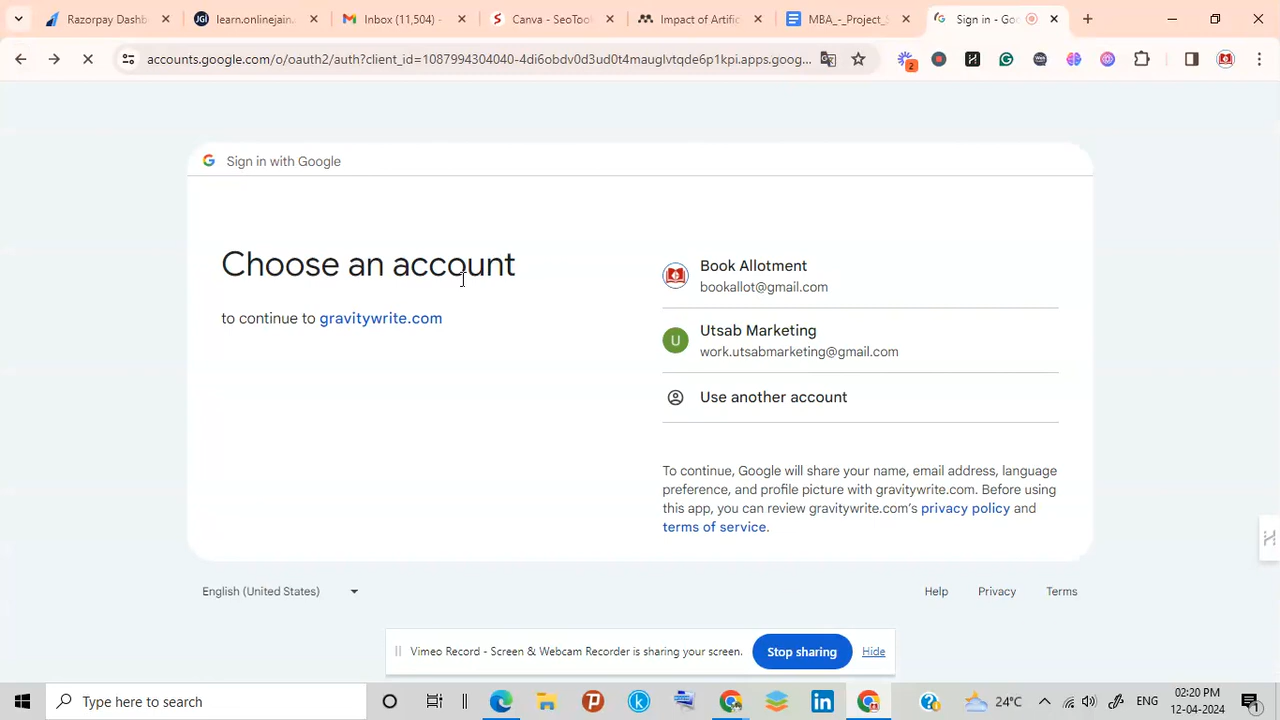 Razorpay Dashb
learn.onlinejain
Inbox (11,504) -
Canva - SeoTool
Impact of Artific
MBA_-_Project_S
Sign in - Goo
accounts.google.com/o/oauth2/auth?client_id=1087994304040-4di6obdv0d3ud0t4mauglvtqde6p1kpi.apps.goog...
2
Sign in with Google
Choose an account
to continue to gravitywrite.com
Book Allotment
bookallot@gmail.com
U
Utsab Marketing
work.utsabmarketing@gmail.com
Use another account
To continue, Google will share your name, email address, language
preference, and profile picture with gravitywrite.com. Before using
this app, you can review gravitywrite.com's privacy policy and
terms of service.
English (United States)
Help
Privacy
Terms
Vimeo Record - Screen & Webcam Recorder is sharing your screen.
Stop sharing
Hide
Type here to search
24°C
ENG
02:20 PM
12-04-2024
1